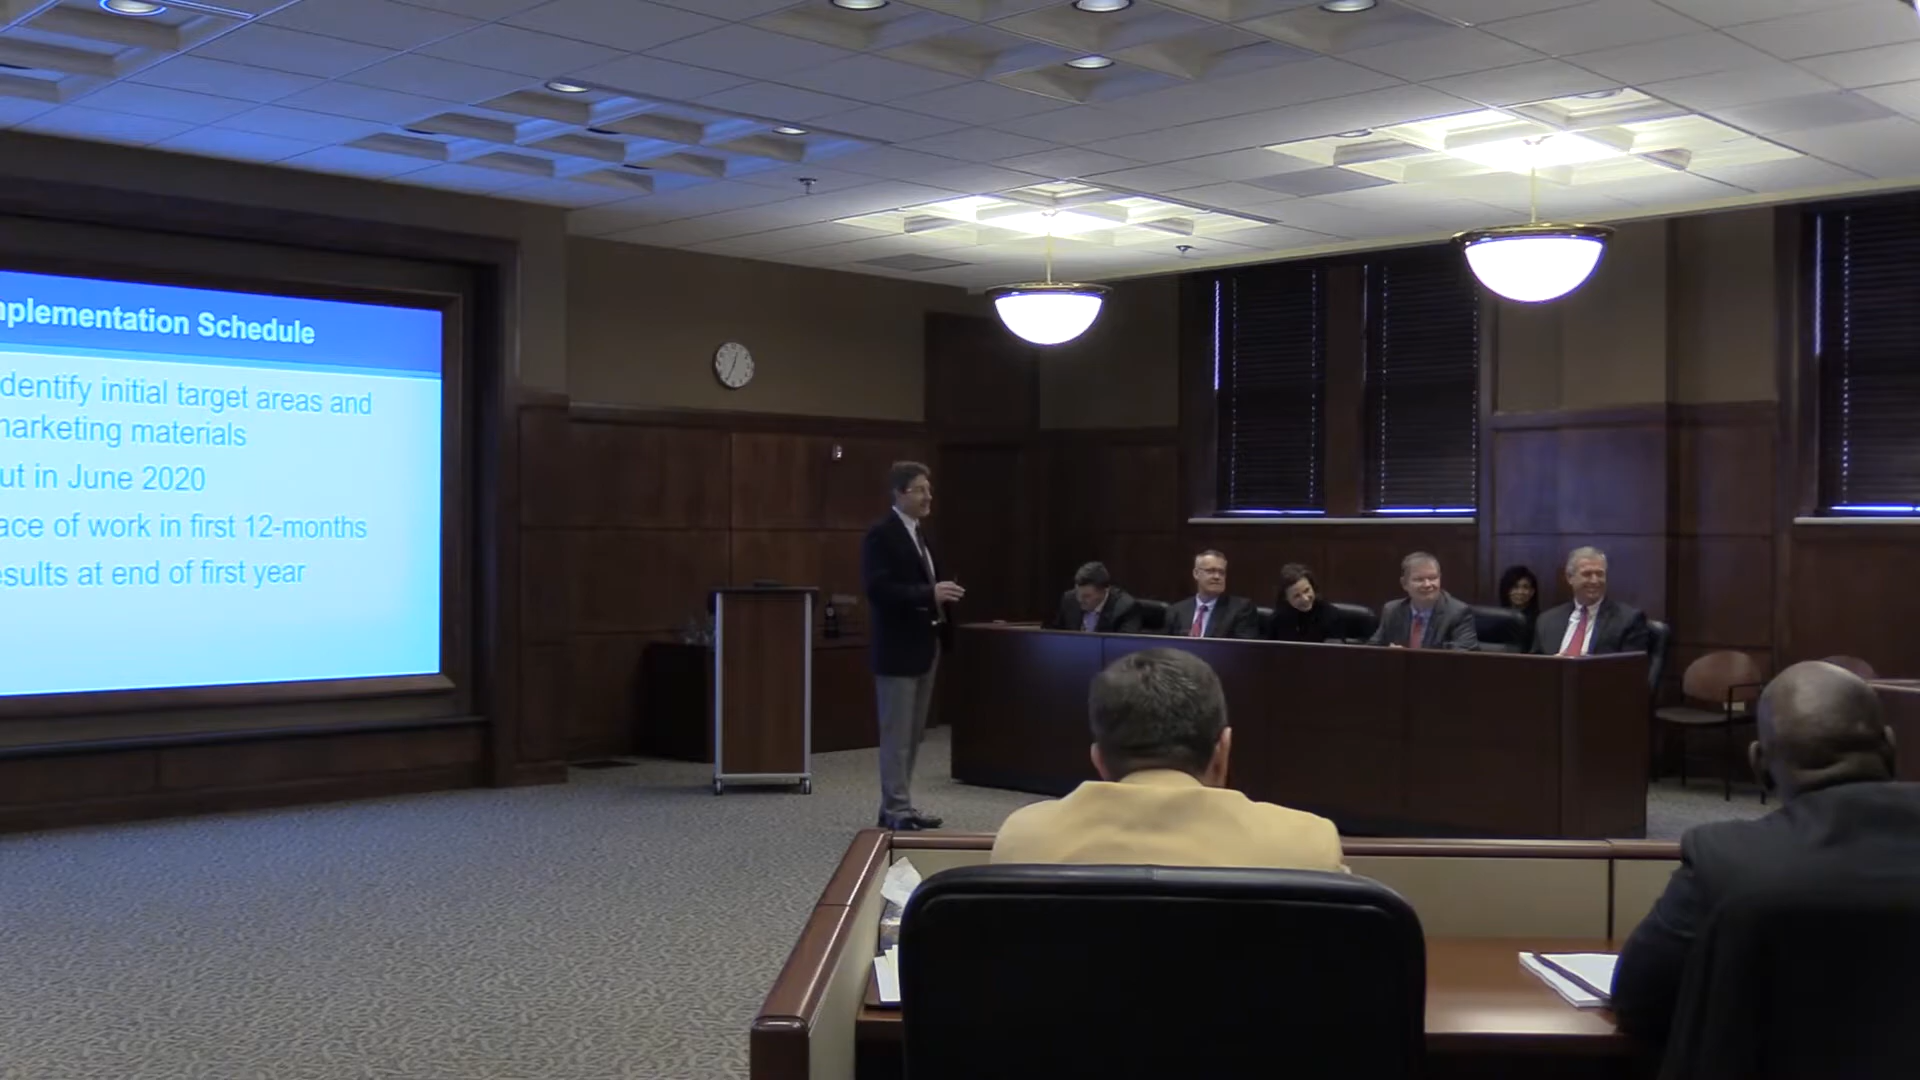 mplementation Schedule
dentify initial target areas and
marketing materials
ut in June 2020
ace of work in first 12-months
esults at end of first year